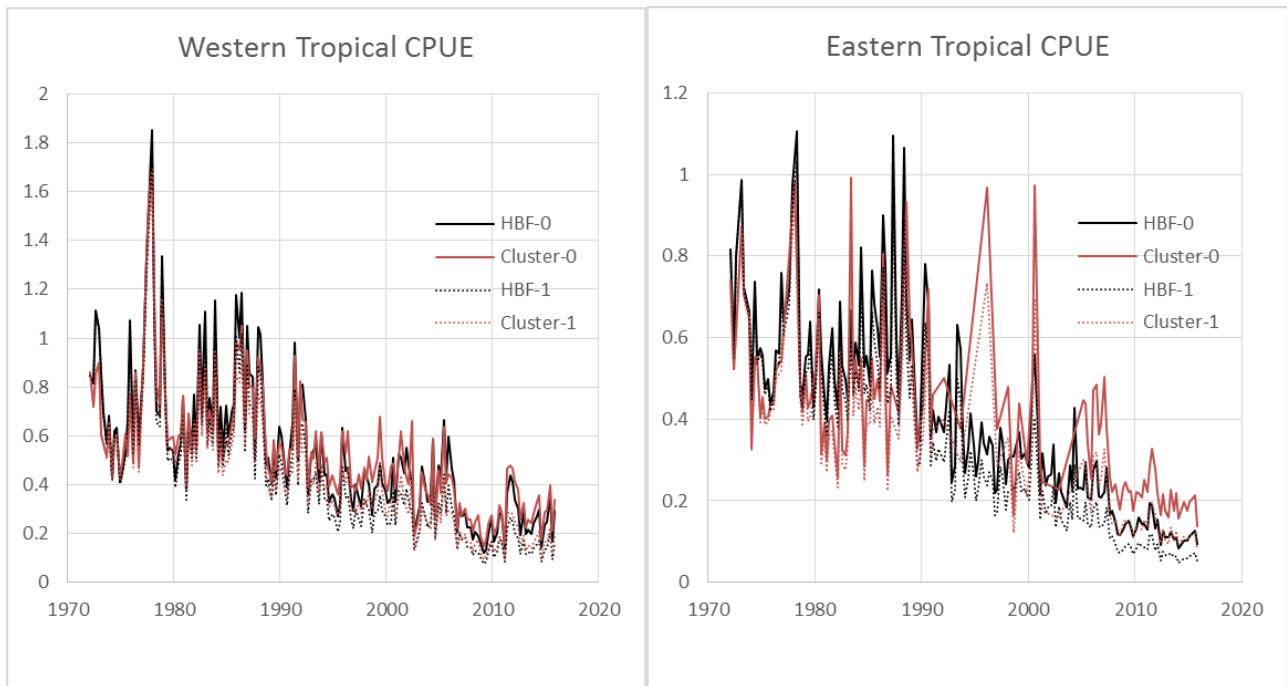 Western Tropical CPUE
2
1.8
1.6
1.4
1.2
1
0.8
0.6
0.4
0.2
0
1970 1980 1990 2000 2010 2020
HBF-0
Cluster-0
HBF-1
Cluster-1
Eastern Tropical CPUE
1.2
1
0.8
0.6
0.4
0.2
0
1970 1980 1990 2000 2010 2020
HBF-0
Cluster-0
HBF-1
Cluster-1